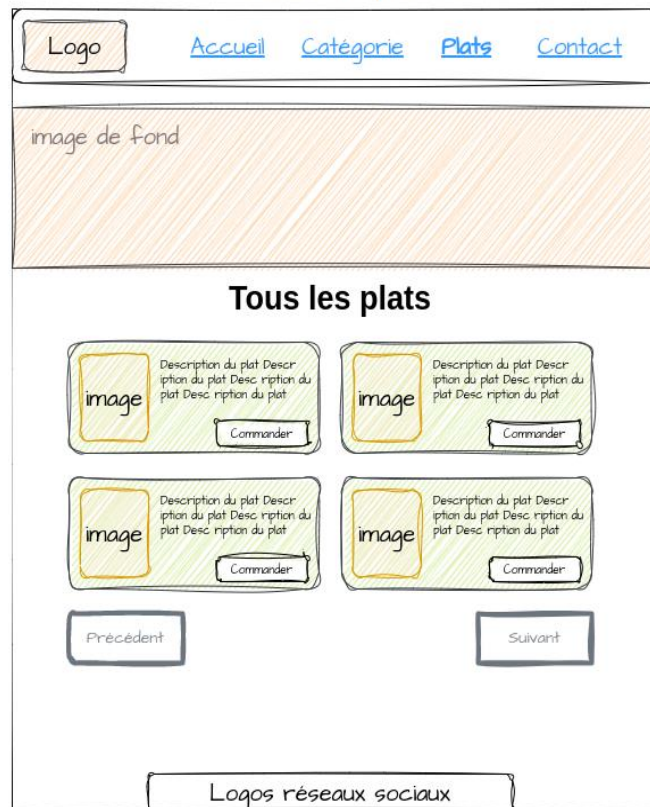 Logo Accueil Catégorie Plats Contact
image de fond
Tous les plats
image
Description du plat Descr
iption du plat Desc ription du
plat Desc ription du plat
Commander
image
Description du plat Descr
iption du plat Desc ription du
plat Desc ription du plat
Commander
image
Description du plat Descr
iption du plat Desc ription du
plat Desc ription du plat
Commander
image
Description du plat Descr
iption du plat Desc ription du
plat Desc ription du plat
Commander
Précédent Suivant
Logos réseaux sociaux